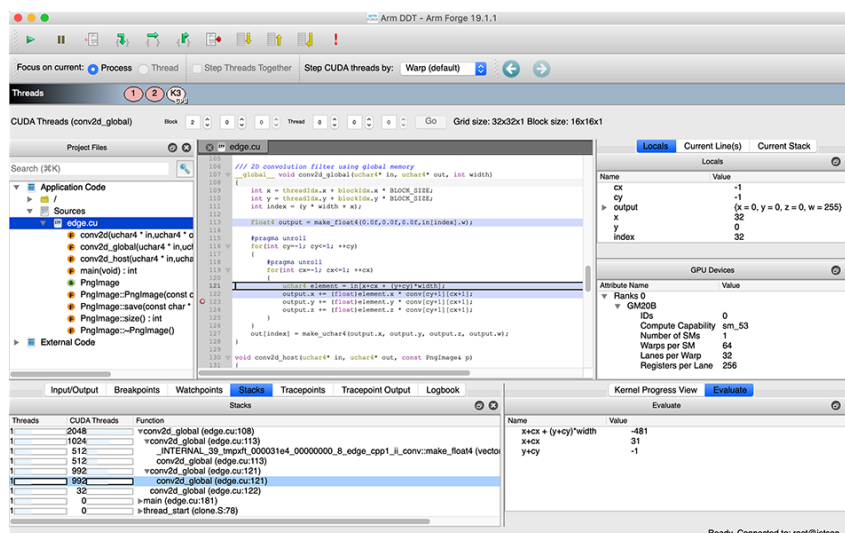 Arm DDT - Arm Forge 19.1.1
Focus on current: Process Thread Step Threads Together Step CUDA threads by: Warp (default)
Threads 1 2 K3
GPU
CUDA Threads (conv2d_global) Block 2 0 0 Thread 0 0 0 Go Grid size: 32x32x1 Block size: 16x16x1
Project Files
Search (⌘K)
Application Code
/
Sources
edge.cu
conv2d(uchar4* in,uchar4* o
conv2d_global(uchar4* in,ucl
conv2d_host(uchar4* in,uchar
main(void) : int
PngImage
PngImage::PngImage(const c
PngImage::save(const char *
PngImage::size() : int
PngImage::~PngImage()
External Code
edge.cu
105
106 /// 2D convolution filter using global memory
107 __global__ void conv2d_global(uchar4* in, uchar4* out, int width)
108 {
109 int x = threadIdx.x + blockIdx.x * BLOCK_SIZE;
110 int y = threadIdx.y + blockIdx.y * BLOCK_SIZE;
111 int index = (y * width + x);
112
113 float4 output = make_float4(0.0f,0.0f,0.0f,in[index].w);
114
115 #pragma unroll
116 for(int cy=-1; cy<=1; ++cy)
117 {
118 #pragma unroll
119 for(int cx=-1; cx<=1; ++cx)
120 {
121 uchar4 element = in[x+cx + (y+cy)*width];
122 output.x += (float)element.x * conv[cy+1][cx+1];
123 output.y += (float)element.y * conv[cy+1][cx+1];
124 output.z += (float)element.z * conv[cy+1][cx+1];
125 }
126 }
127 out[index] = make_uchar4(output.x, output.y, output.z, output.w);
128 }
129
130 void conv2d_host(uchar4* in, uchar4* out, const PngImage& p)
131 {
Locals Current Line(s) Current Stack
Locals
Name Value
cx -1
cy -1
output {x = 0, y = 0, z = 0, w = 255}
x 32
y 0
index 32
GPU Devices
Attribute Name Value
Ranks 0
GM20B
IDs 0
Compute Capability sm_53
Number of SMs 1
Warps per SM 64
Lanes per Warp 32
Registers per Lane 256
Input/Output Breakpoints Watchpoints Stacks Tracepoints Tracepoint Output Logbook
Stacks
Threads CUDA Threads Function
1 2048 conv2d_global (edge.cu:108)
1 1024 conv2d_global (edge.cu:113)
1 512 _INTERNAL_39_tmpxft_000031e4_00000000_8_edge_cpp1_ii_conv::make_float4 (vecto
1 512 conv2d_global (edge.cu:113)
1 992 conv2d_global (edge.cu:121)
1 992 conv2d_global (edge.cu:121)
1 32 conv2d_global (edge.cu:122)
1 0 main (edge.cu:181)
1 0 thread_start (clone.S:78)
Kernel Progress View Evaluate
Evaluate
Name Value
x+cx + (y+cy)*width -481
x+cx 31
y+cy -1
Ready Connected to: root@jetson